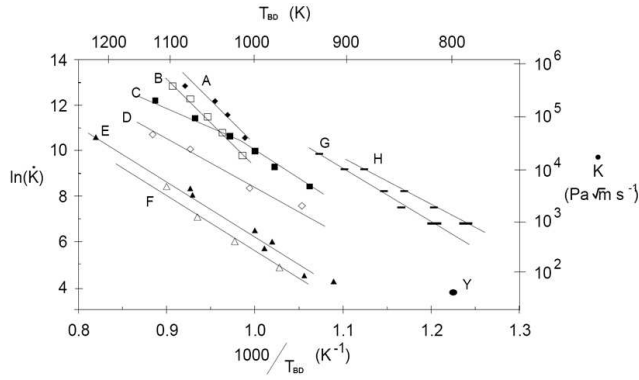 T_BD (K)
1200 1100 1000 900 800
14 12 10 8 6 4
ln(K̇)
A
B
C
D
E
F
G
H
Y
10^6 10^5 10^4 10^3 10^2
K̇
(Pa√m s^-1)
0.8 0.9 1.0 1.1 1.2 1.3
1000/T_BD (K^-1)